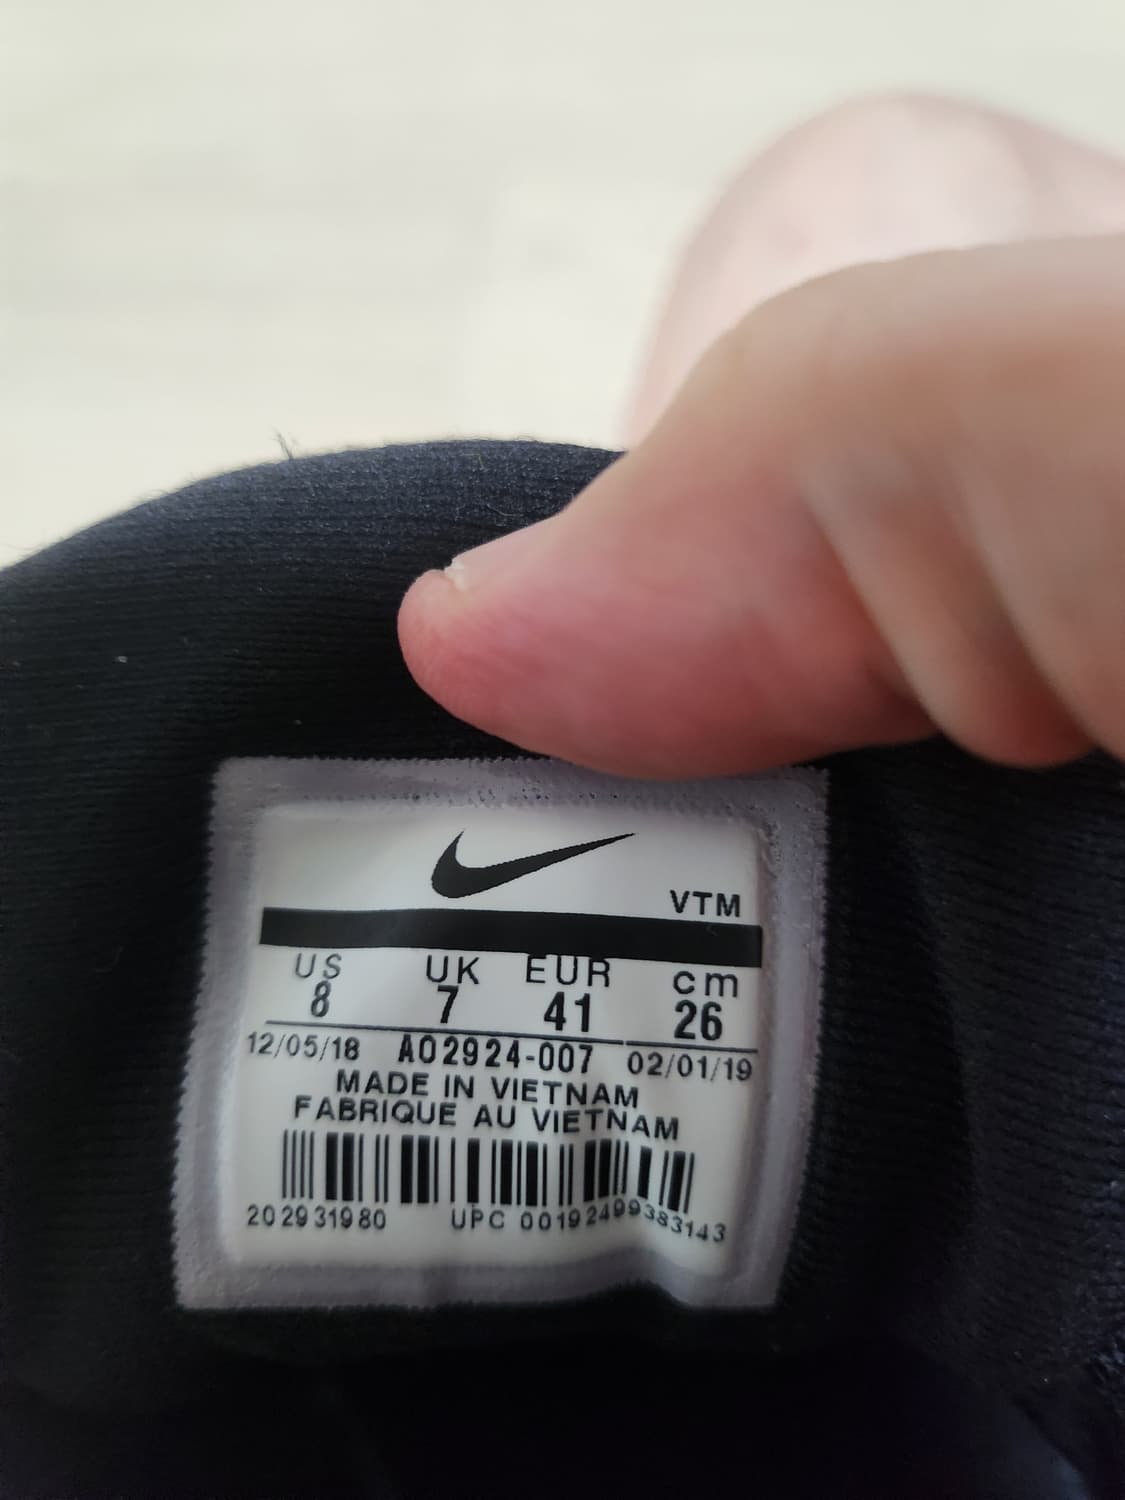 VTM
US UK EUR cm
8 7 41 26
12/05/18 AO2924-007 02/01/19
MADE IN VIETNAM
FABRIQUE AU VIETNAM
202931980 UPC 00192499383143